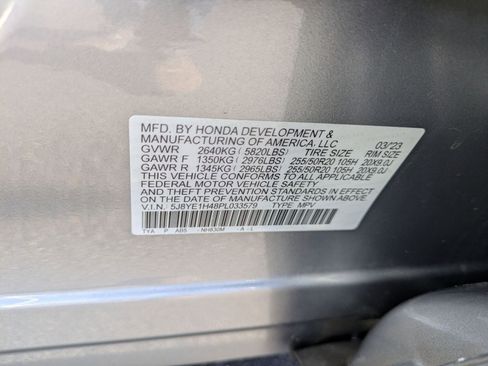 MFD. BY HONDA DEVELOPMENT &
MANUFACTURING OF AMERICA, LLC. 03/23
GVWR 2640KG ( 5820LBS) TIRE SIZE RIM SIZE
GAWR F 1350KG ( 2976LBS) 255/50R20 105H 20X9.0J
GAWR R 1345KG ( 2965LBS) 255/50R20 105H 20X9.0J
THIS VEHICLE CONFORMS TO ALL APPLICABLE
FEDERAL MOTOR VEHICLE SAFETY
AND THEFT PREVENTION STANDARDS IN EFFECT
ON THE DATE OF MANUFACTURE SHOWN ABOVE.
V.I.N.: 5J8YE1H48PL033579 TYPE: MPV
TYA P AB5 - NH830M - A - L